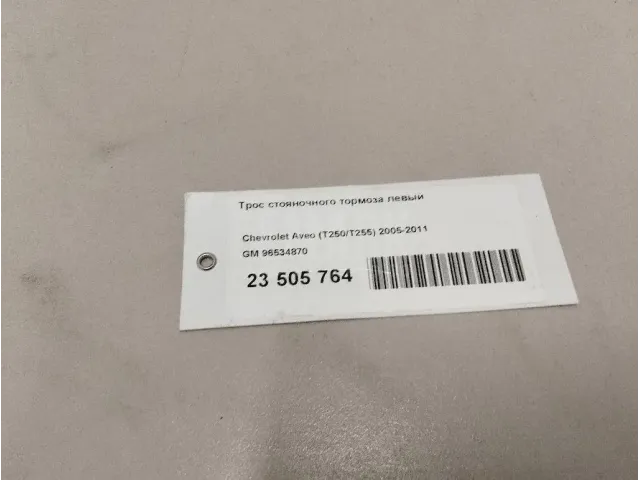 Трос стояночного тормоза левый
Chevrolet Aveo (T250/T255) 2005-2011
GM 96534870
23 505 764